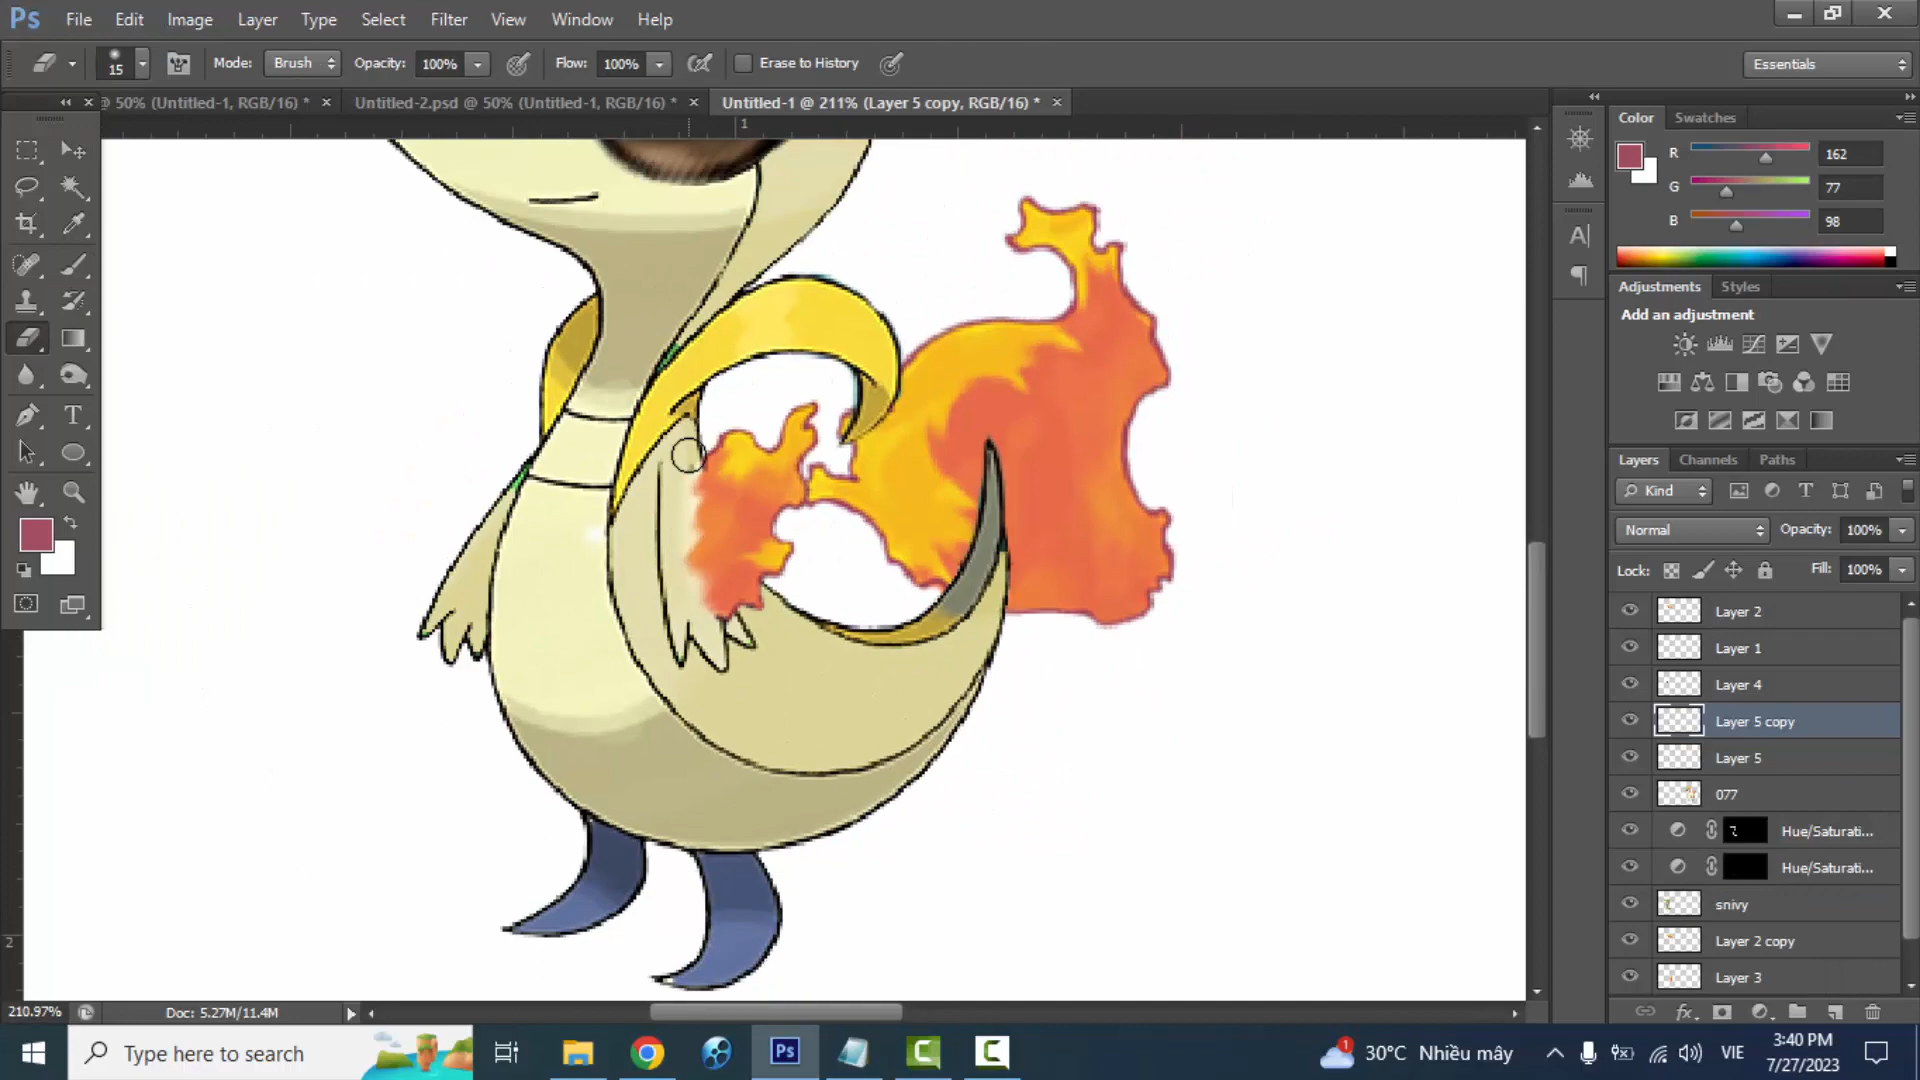 Ps File Edit Image Layer Type Select Filter View Window Help
15 Mode: Brush Opacity: 100% Flow: 100% Erase to History Essentials
@ 50% (Untitled-1, RGB/16) * Untitled-2.psd @ 50% (Untitled-1, RGB/16) * Untitled-1 @ 211% (Layer 5 copy, RGB/16) *
1
2
Color Swatches
R 162
G 77
B 98
Adjustments Styles
Add an adjustment
Layers Channels Paths
Kind
Normal Opacity: 100%
Lock: Fill: 100%
Layer 2
Layer 1
Layer 4
Layer 5 copy
Layer 5
077
Hue/Saturati...
Hue/Saturati...
snivy
Layer 2 copy
Layer 3
210.97% Doc: 5.27M/11.4M
Type here to search
30°C Nhiều mây
VIE
3:40 PM
7/27/2023